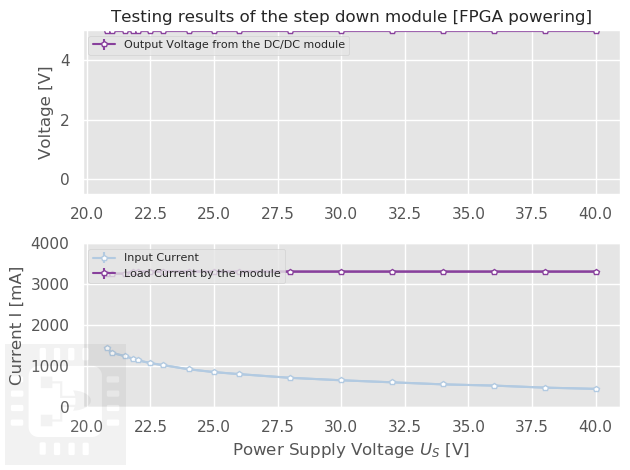 Testing results of the step down module [FPGA powering]
Output Voltage from the DC/DC module
Voltage [V]
4
2
0
20.0 22.5 25.0 27.5 30.0 32.5 35.0 37.5 40.0
Input Current
Load Current by the module
Current I [mA]
4000
3000
2000
1000
0
20.0 22.5 25.0 27.5 30.0 32.5 35.0 37.5 40.0
Power Supply Voltage U_S [V]